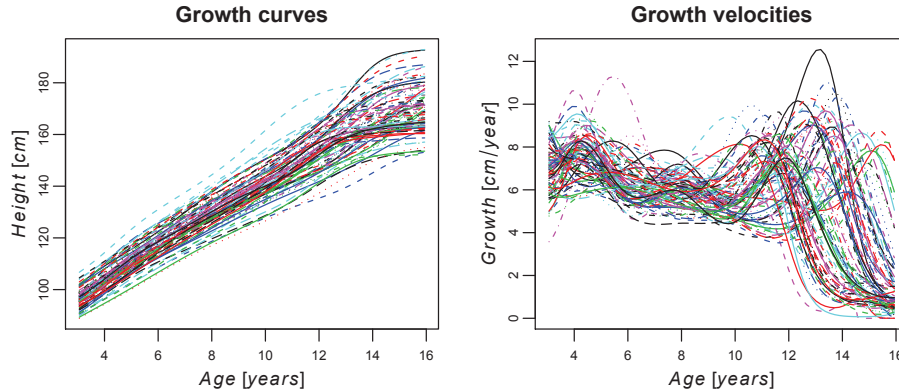 Growth curves
Height [cm]
180
160
140
120
100
4 6 8 10 12 14 16
Age [years]
Growth velocities
Growth [cm/year]
12
10
8
6
4
2
0
4 6 8 10 12 14 16
Age [years]